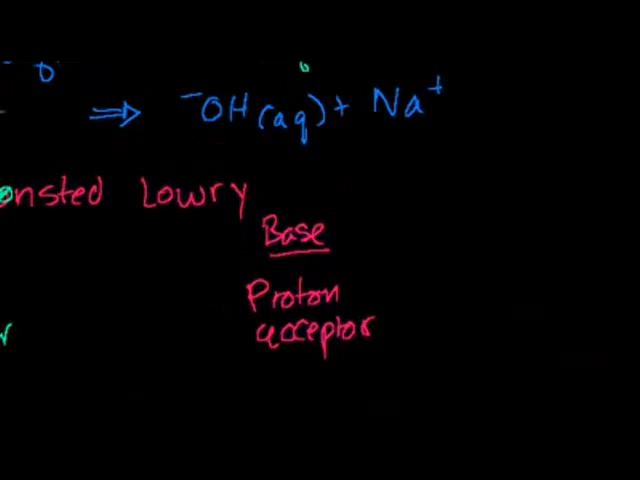 ⇒ ⁻OH (aq) + Na⁺
onsted Lowry
Base
Proton
acceptor